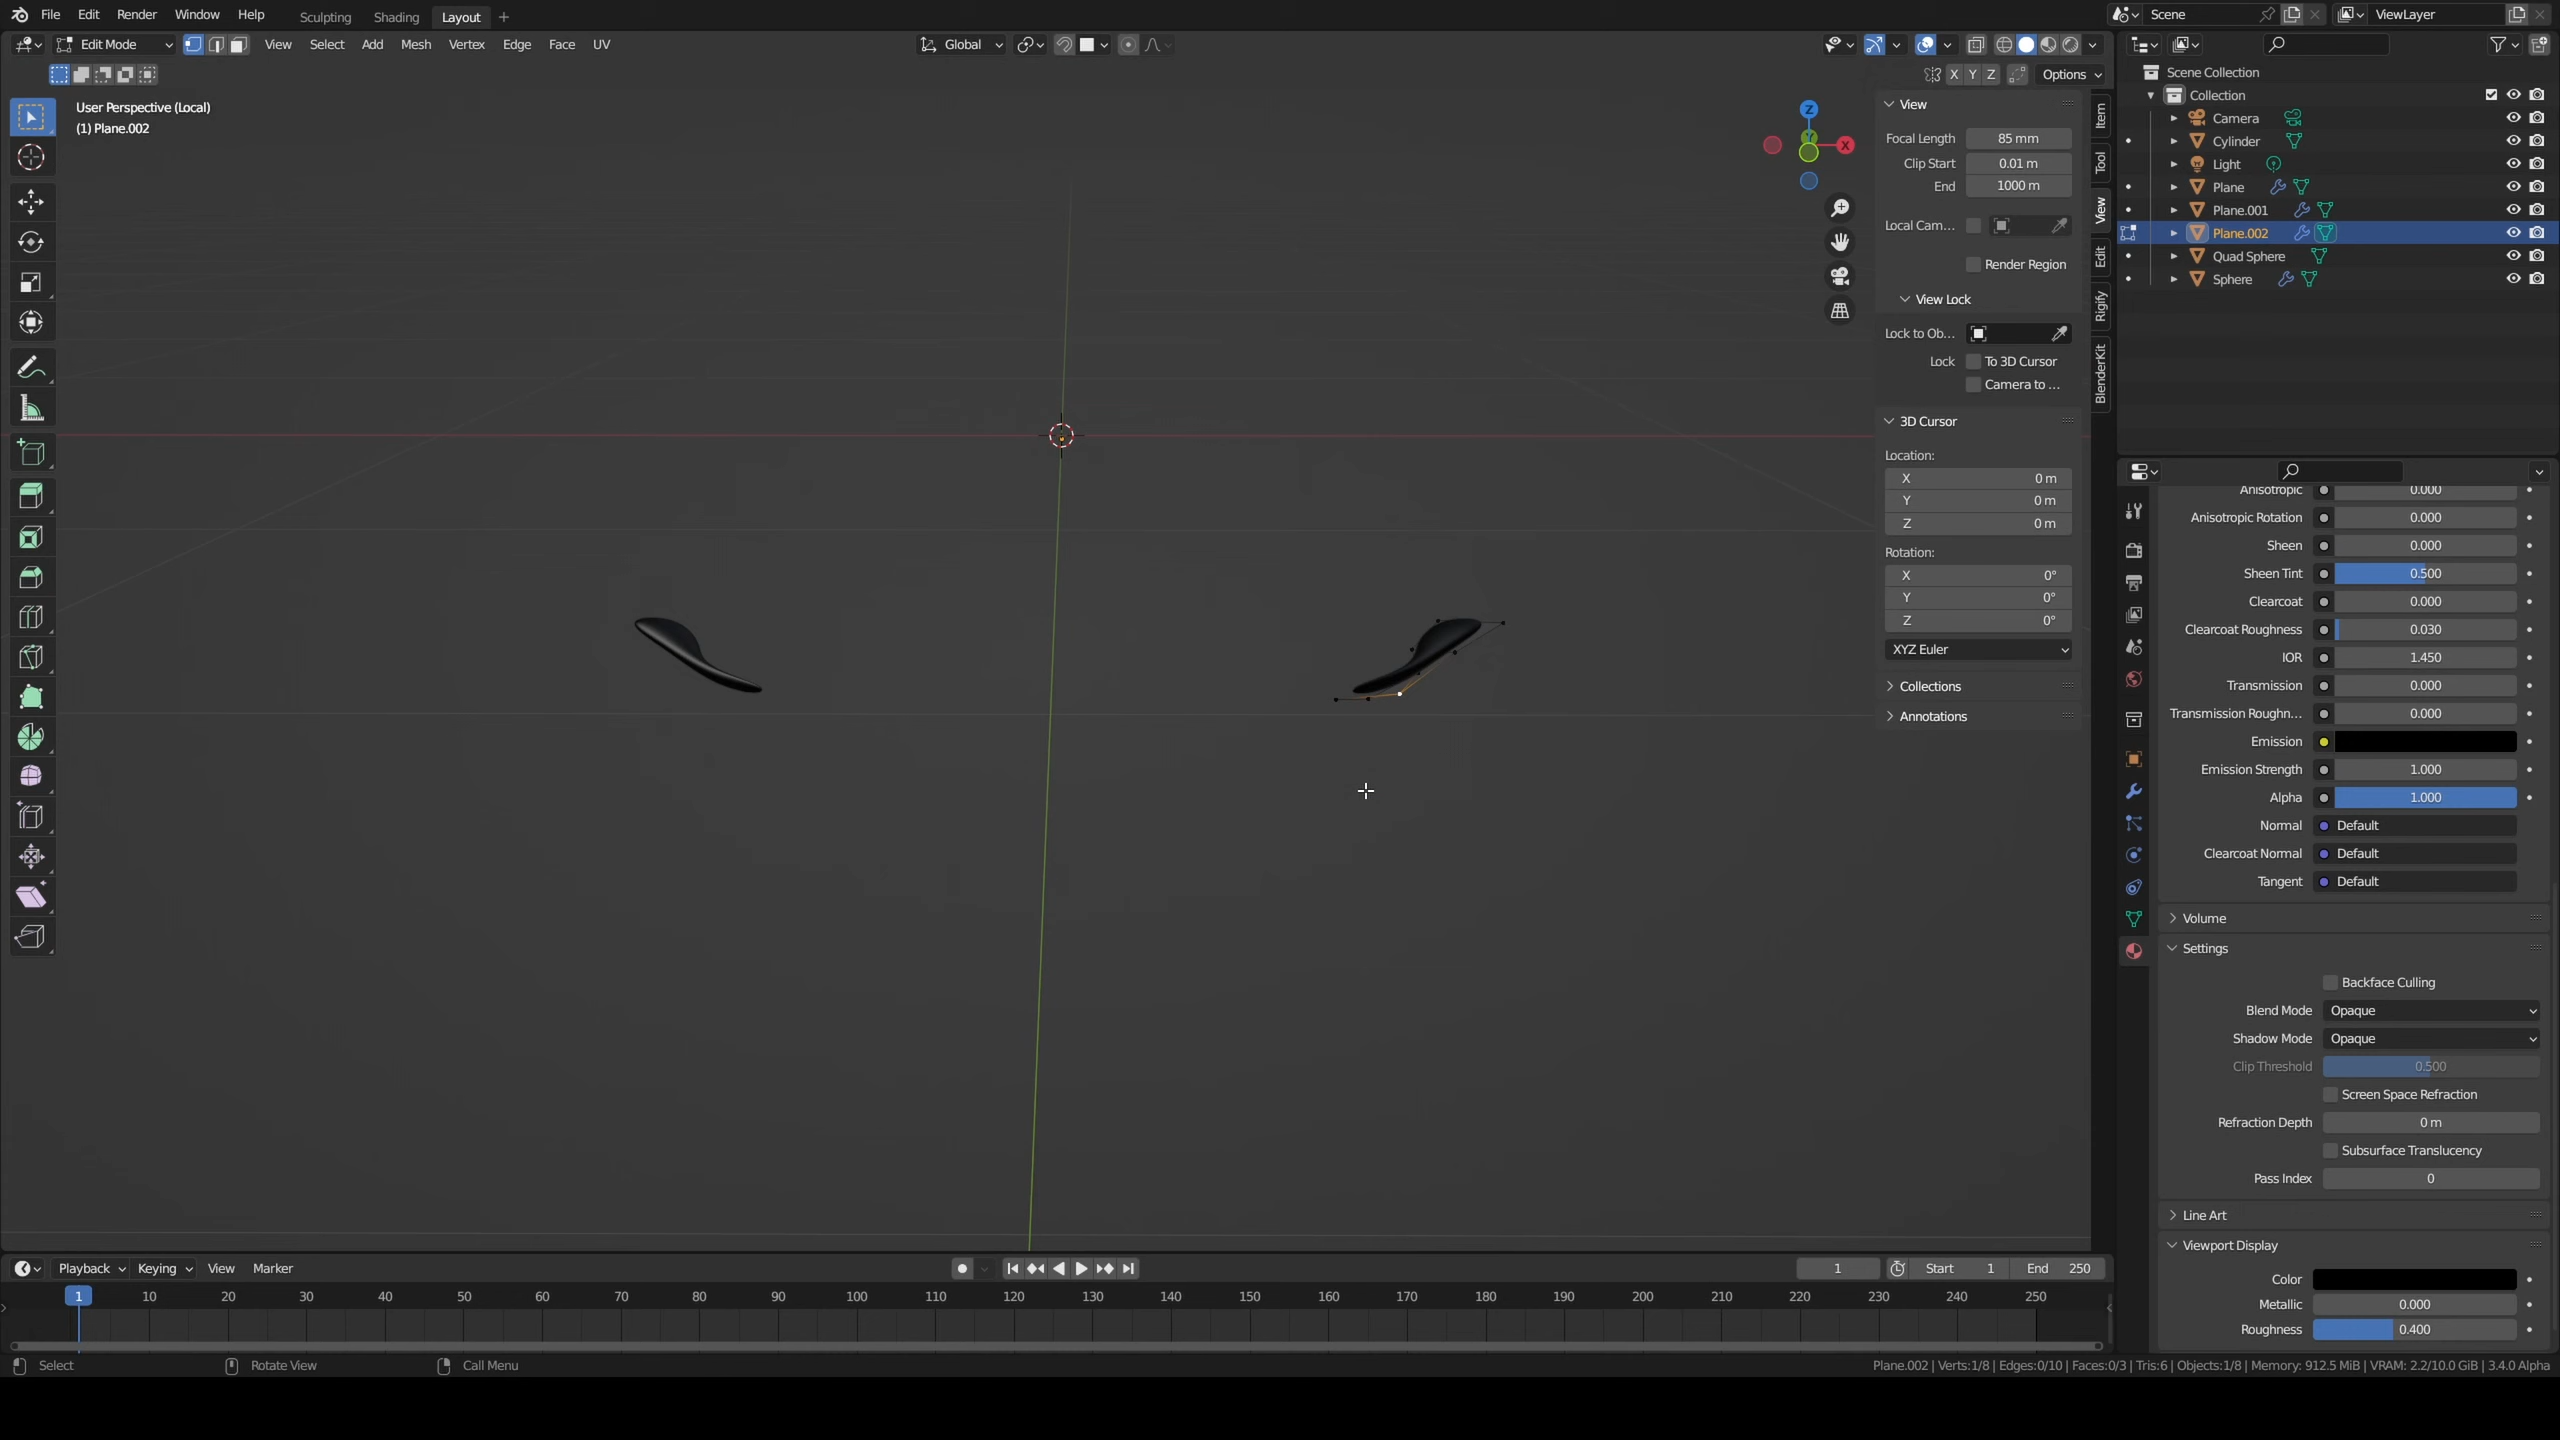 File Edit Render Window Help Sculpting Shading Layout Scene ViewLayer
Edit Mode View Select Add Mesh Vertex Edge Face UV Global
X Y Z Options
User Perspective (Local)
(1) Plane.002
Z
Y
X
View
Focal Length 85 mm
Clip Start 0.01 m
End 1000 m
Local Cam...
Render Region
View Lock
Lock to Ob...
Lock To 3D Cursor
Camera to ...
3D Cursor
Location:
X 0 m
Y 0 m
Z 0 m
Rotation:
X 0°
Y 0°
Z 0°
XYZ Euler
Collections
Annotations
Item
Tool
View
Edit
Rigify
BlenderKit
Scene Collection
Collection
Camera
Cylinder
Light
Plane
Plane.001
Plane.002
Quad Sphere
Sphere
Anisotropic 0.000
Anisotropic Rotation 0.000
Sheen 0.000
Sheen Tint 0.500
Clearcoat 0.000
Clearcoat Roughness 0.030
IOR 1.450
Transmission 0.000
Transmission Roughn... 0.000
Emission
Emission Strength 1.000
Alpha 1.000
Normal Default
Clearcoat Normal Default
Tangent Default
Volume
Settings
Backface Culling
Blend Mode Opaque
Shadow Mode Opaque
Clip Threshold 0.500
Screen Space Refraction
Refraction Depth 0 m
Subsurface Translucency
Pass Index 0
Line Art
Viewport Display
Color
Metallic 0.000
Roughness 0.400
Playback Keying View Marker 1 Start 1 End 250
1 10 20 30 40 50 60 70 80 90 100 110 120 130 140 150 160 170 180 190 200 210 220 230 240 250
Select Rotate View Call Menu Plane.002 | Verts:1/8 | Edges:0/10 | Faces:0/3 | Tris:6 | Objects:1/8 | Memory: 912.5 MiB | VRAM: 2.2/10.0 GiB | 3.4.0 Alpha